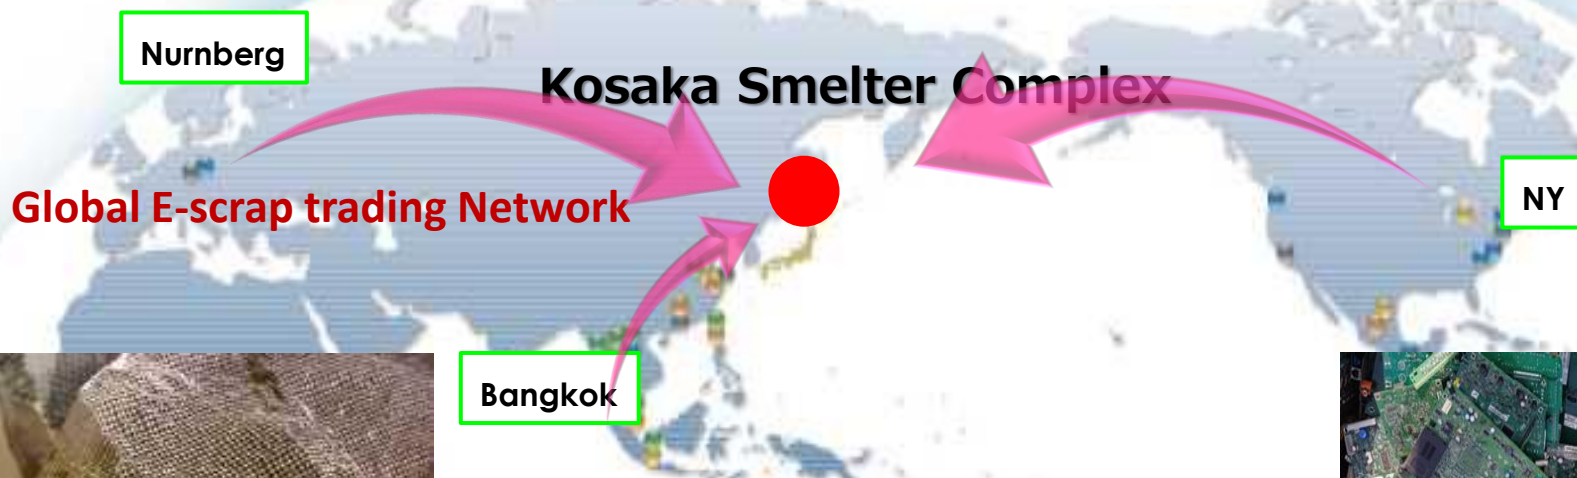 Nurnberg
Kosaka Smelter Complex
Global E-scrap trading Network
NY
Bangkok